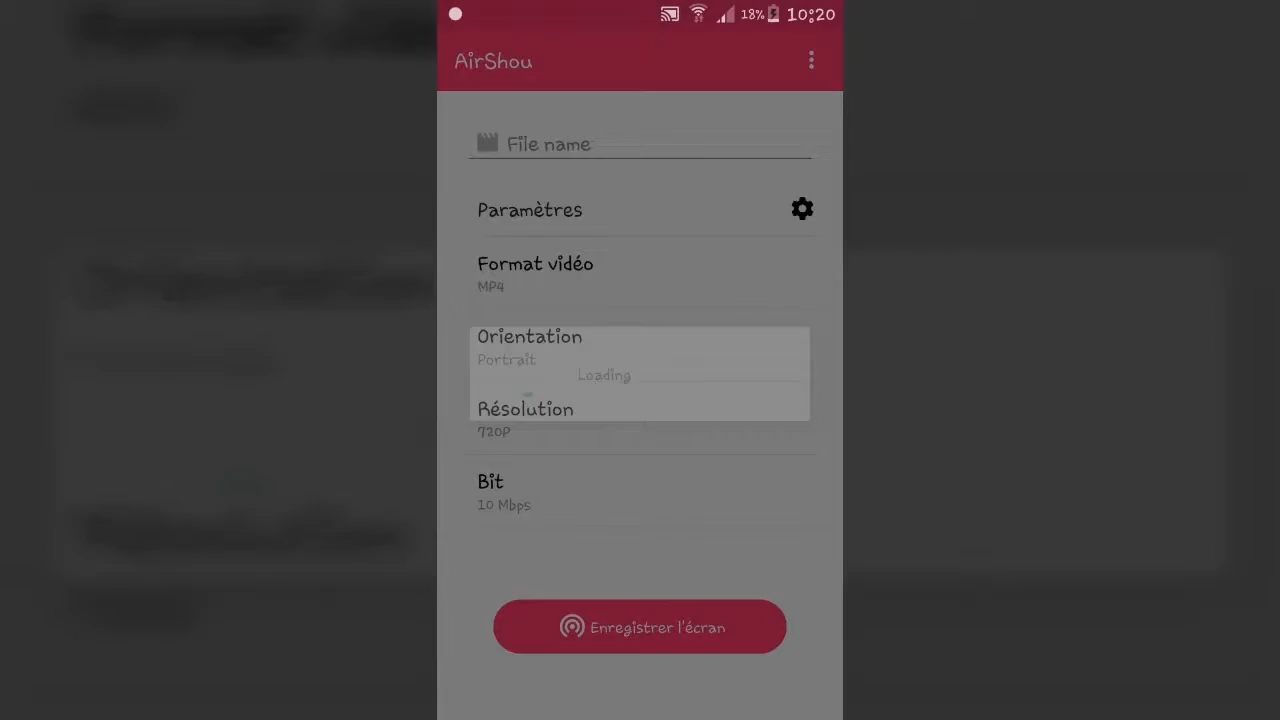 18% 10:20
AirShou
File name
Paramètres
Format vidéo
MP4
Orientation
Portrait
Loading
Résolution
720P
Bit
10 Mbps
Enregistrer l'écran